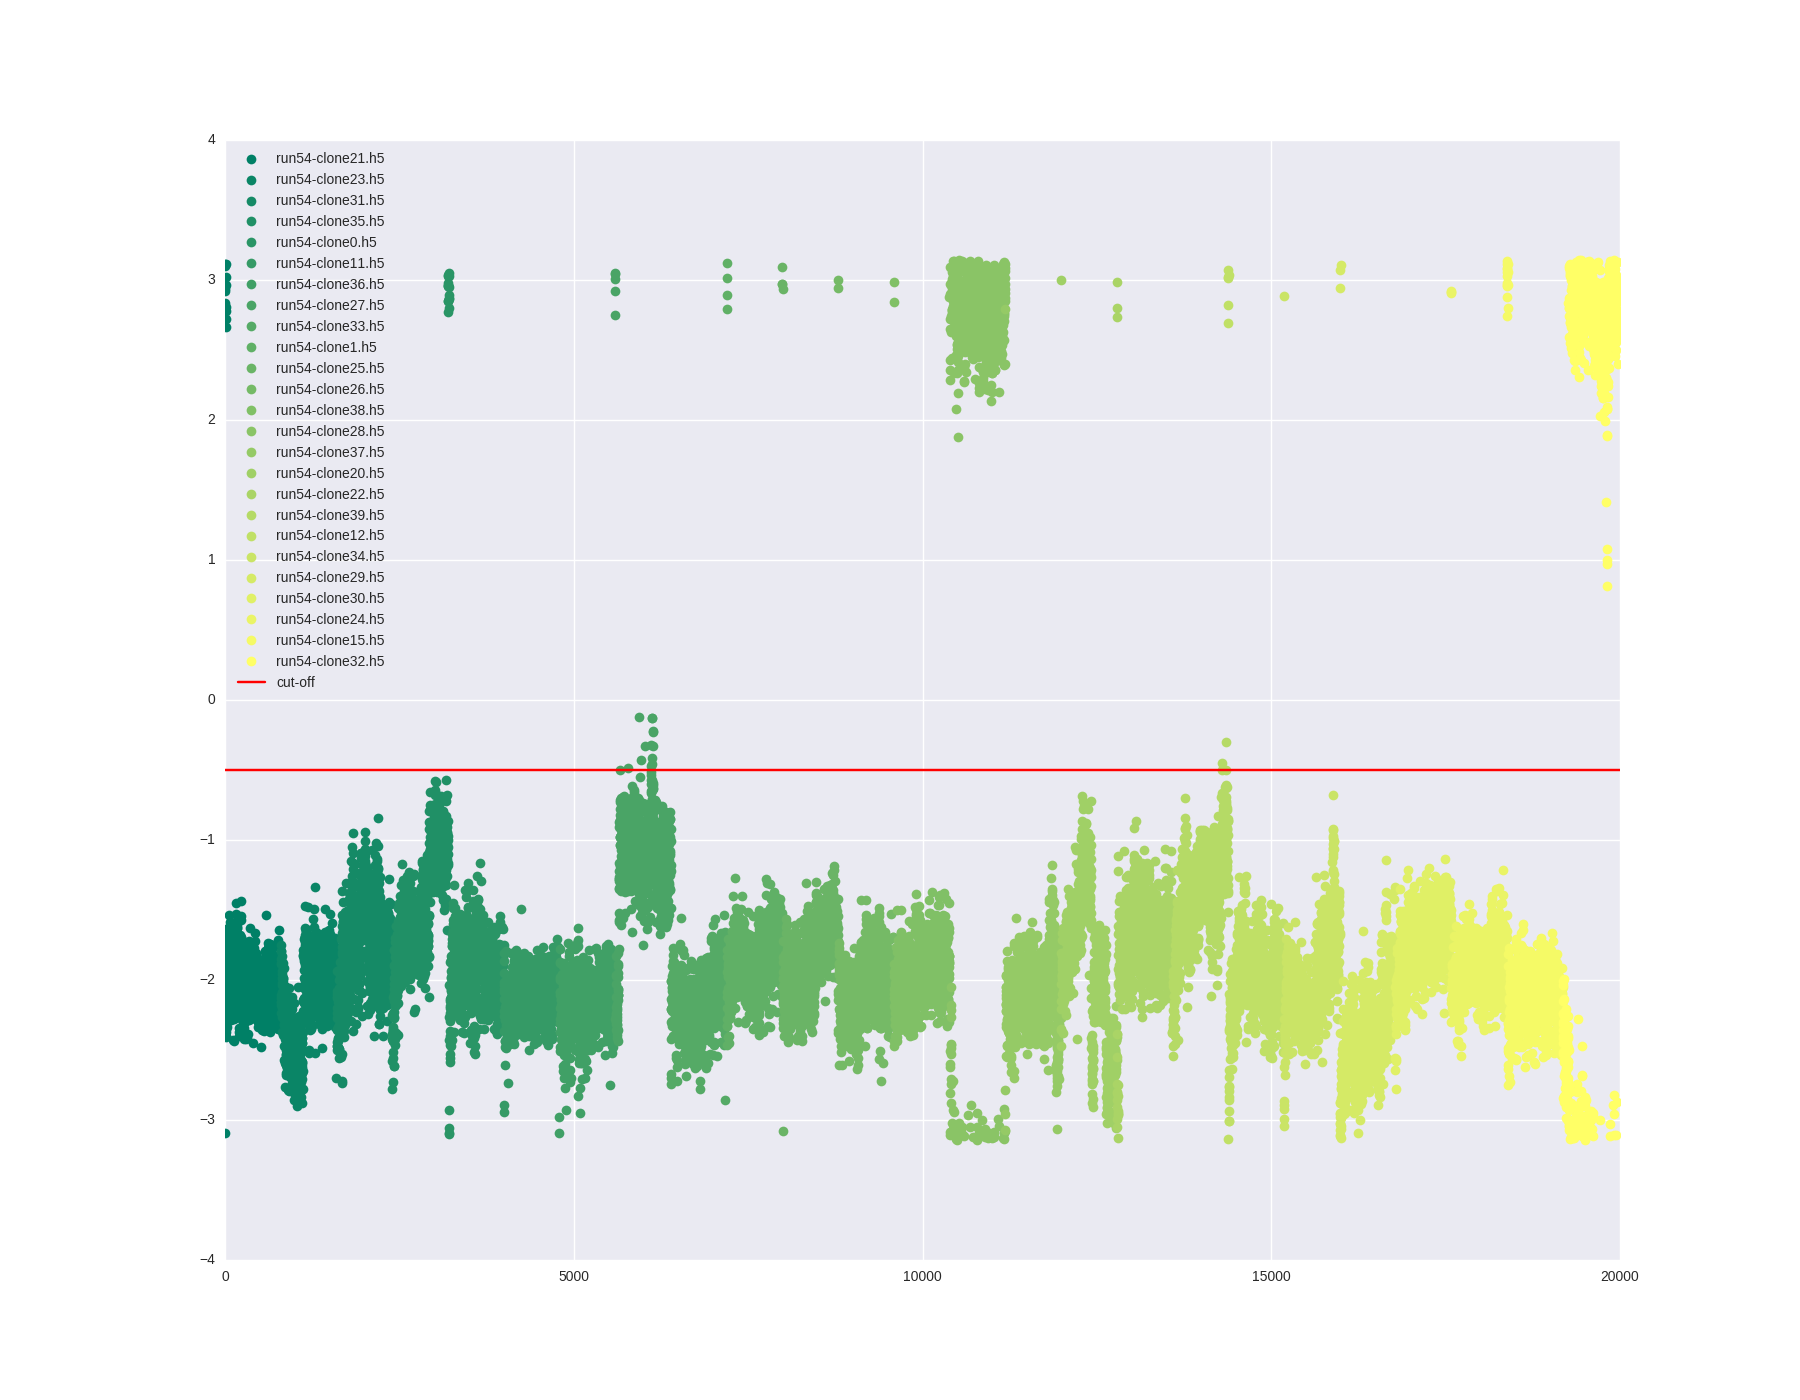 4
3
2
1
0
−1
−2
−3
−4
run54-clone21.h5
run54-clone23.h5
run54-clone31.h5
run54-clone35.h5
run54-clone0.h5
run54-clone11.h5
run54-clone36.h5
run54-clone27.h5
run54-clone33.h5
run54-clone1.h5
run54-clone25.h5
run54-clone26.h5
run54-clone38.h5
run54-clone28.h5
run54-clone37.h5
run54-clone20.h5
run54-clone22.h5
run54-clone39.h5
run54-clone12.h5
run54-clone34.h5
run54-clone29.h5
run54-clone30.h5
run54-clone24.h5
run54-clone15.h5
run54-clone32.h5
cut-off
0 5000 10000 15000 20000